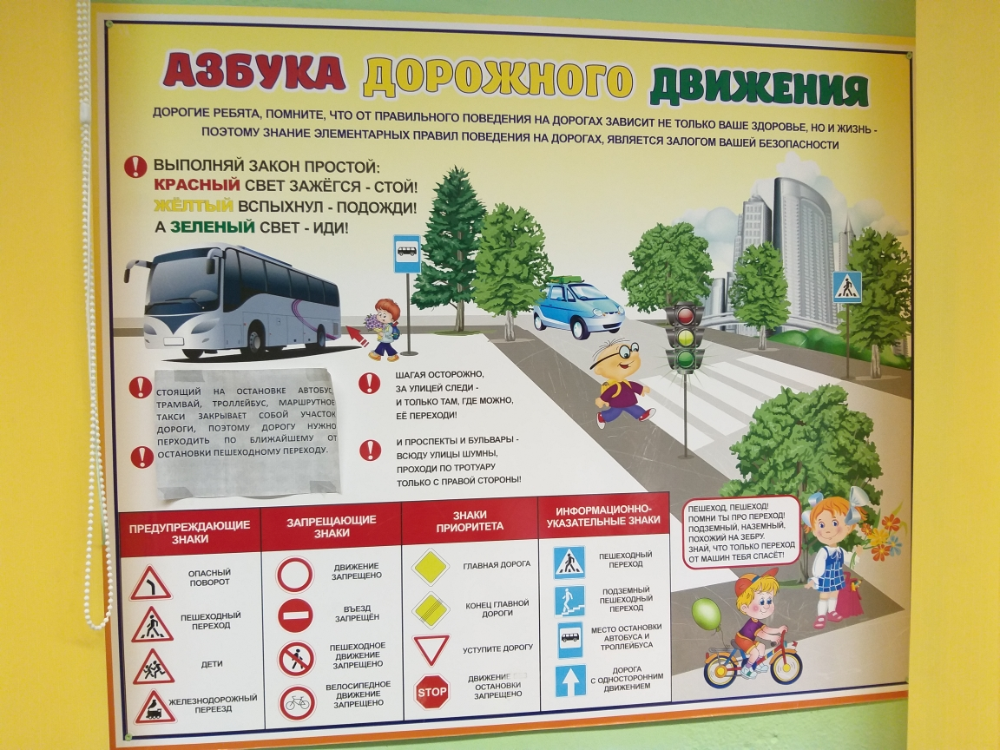 АЗБУКА ДОРОЖНОГО ДВИЖЕНИЯ
ДОРОГИЕ РЕБЯТА, ПОМНИТЕ, ЧТО ОТ ПРАВИЛЬНОГО ПОВЕДЕНИЯ НА ДОРОГАХ ЗАВИСИТ НЕ ТОЛЬКО ВАШЕ ЗДОРОВЬЕ, НО И ЖИЗНЬ -
ПОЭТОМУ ЗНАНИЕ ЭЛЕМЕНТАРНЫХ ПРАВИЛ ПОВЕДЕНИЯ НА ДОРОГАХ, ЯВЛЯЕТСЯ ЗАЛОГОМ ВАШЕЙ БЕЗОПАСНОСТИ
ВЫПОЛНЯЙ ЗАКОН ПРОСТОЙ:
КРАСНЫЙ СВЕТ ЗАЖЁГСЯ - СТОЙ!
ЖЁЛТЫЙ ВСПЫХНУЛ - ПОДОЖДИ!
А ЗЕЛЕНЫЙ СВЕТ - ИДИ!
СТОЯЩИЙ НА ОСТАНОВКЕ АВТОБУС
ТРАМВАЙ, ТРОЛЛЕЙБУС, МАРШРУТНОЕ
ТАКСИ ЗАКРЫВАЕТ СОБОЙ УЧАСТОК
ДОРОГИ, ПОЭТОМУ ДОРОГУ НУЖНО
ПЕРХОДИТЬ ПО БЛИЖАЙШЕМУ ОТ
ОСТАНОВКИ ПЕШЕХОДНОМУ ПЕРЕХОДУ.
ШАГАЯ ОСТОРОЖНО,
ЗА УЛИЦЕЙ СЛЕДИ -
И ТОЛЬКО ТАМ, ГДЕ МОЖНО,
ЕЁ ПЕРЕХОДИ!
И ПРОСПЕКТЫ И БУЛЬВАРЫ -
ВСЮДУ УЛИЦЫ ШУМНЫ,
ПРОХОДИ ПО ТРОТУАРУ
ТОЛЬКО С ПРАВОЙ СТОРОНЫ!
ПЕШЕХОД, ПЕШЕХОД!
ПОМНИ ТЫ ПРО ПЕРЕХОД!
ПОДЗЕМНЫЙ, НАЗЕМНЫЙ,
ПОХОЖИЙ НА ЗЕБРУ.
ЗНАЙ, ЧТО ТОЛЬКО ПЕРЕХОД
ОТ МАШИН ТЕБЯ СПАСЁТ!
ПРЕДУПРЕЖДАЮЩИЕ
ЗНАКИ
ОПАСНЫЙ
ПОВОРОТ
ПЕШЕХОДНЫЙ
ПЕРЕХОД
ДЕТИ
ЖЕЛЕЗНОДОРОЖНЫЙ
ПЕРЕЕЗД
ЗАПРЕЩАЮЩИЕ
ЗНАКИ
ДВИЖЕНИЕ
ЗАПРЕЩЕНО
ВЪЕЗД
ЗАПРЕЩЁН
ПЕШЕХОДНОЕ
ДВИЖЕНИЕ
ЗАПРЕЩЕНО
ВЕЛОСИПЕДНОЕ
ДВИЖЕНИЕ
ЗАПРЕЩЕНО
ЗНАКИ
ПРИОРИТЕТА
ГЛАВНАЯ ДОРОГА
КОНЕЦ ГЛАВНОЙ
ДОРОГИ
УСТУПИТЕ ДОРОГУ
STOP
ДВИЖЕНИЕ
ОСТАНОВКИ
ЗАПРЕЩЕНО
ИНФОРМАЦИОННО-
УКАЗАТЕЛЬНЫЕ ЗНАКИ
ПЕШЕХОДНЫЙ
ПЕРЕХОД
ПОДЗЕМНЫЙ
ПЕШЕХОДНЫЙ
ПЕРЕХОД
МЕСТО ОСТАНОВКИ
АВТОБУСА И
ТРОЛЛЕЙБУСА
ДОРОГА
С ОДНОСТОРОННИМ
ДВИЖЕНИЕМ